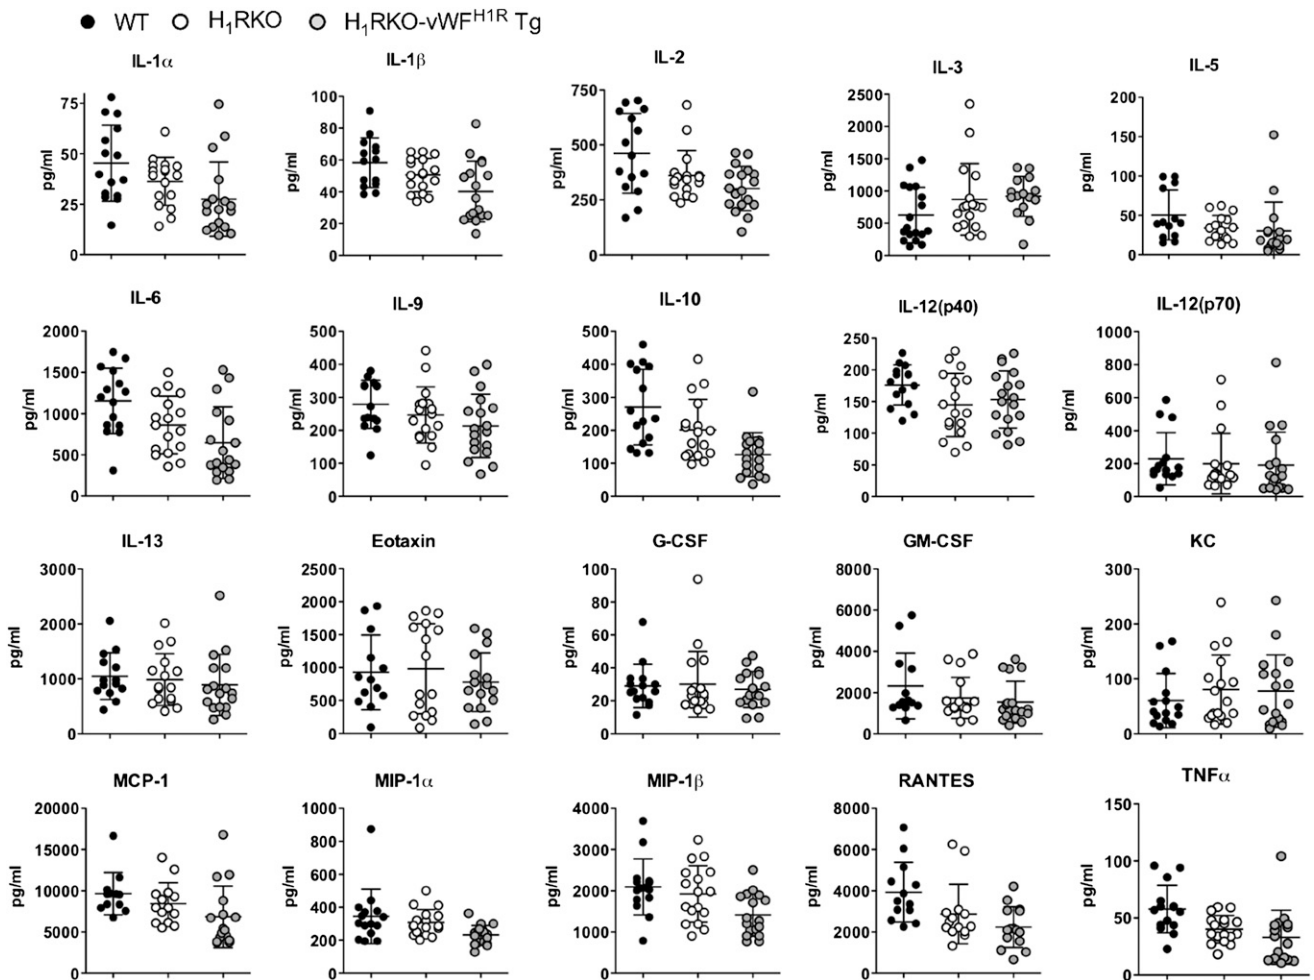 WT H₁RKO H₁RKO-vWF^H1R Tg
IL-1α
75
50
25
0
pg/ml
IL-1β
100
80
60
40
20
0
pg/ml
IL-2
750
500
250
0
pg/ml
IL-3
2500
2000
1500
1000
500
0
pg/ml
IL-5
200
150
100
50
0
pg/ml
IL-6
2000
1500
1000
500
0
pg/ml
IL-9
500
400
300
200
100
0
pg/ml
IL-10
500
400
300
200
100
0
pg/ml
IL-12(p40)
250
200
150
100
50
0
pg/ml
IL-12(p70)
1000
800
600
400
200
0
pg/ml
IL-13
3000
2000
1000
0
pg/ml
Eotaxin
2500
2000
1500
1000
500
0
pg/ml
G-CSF
100
80
60
40
20
0
pg/ml
GM-CSF
8000
6000
4000
2000
0
pg/ml
KC
300
200
100
0
pg/ml
MCP-1
20000
15000
10000
5000
0
pg/ml
MIP-1α
1000
800
600
400
200
0
pg/ml
MIP-1β
4000
3000
2000
1000
0
pg/ml
RANTES
8000
6000
4000
2000
0
pg/ml
TNFα
150
100
50
0
pg/ml